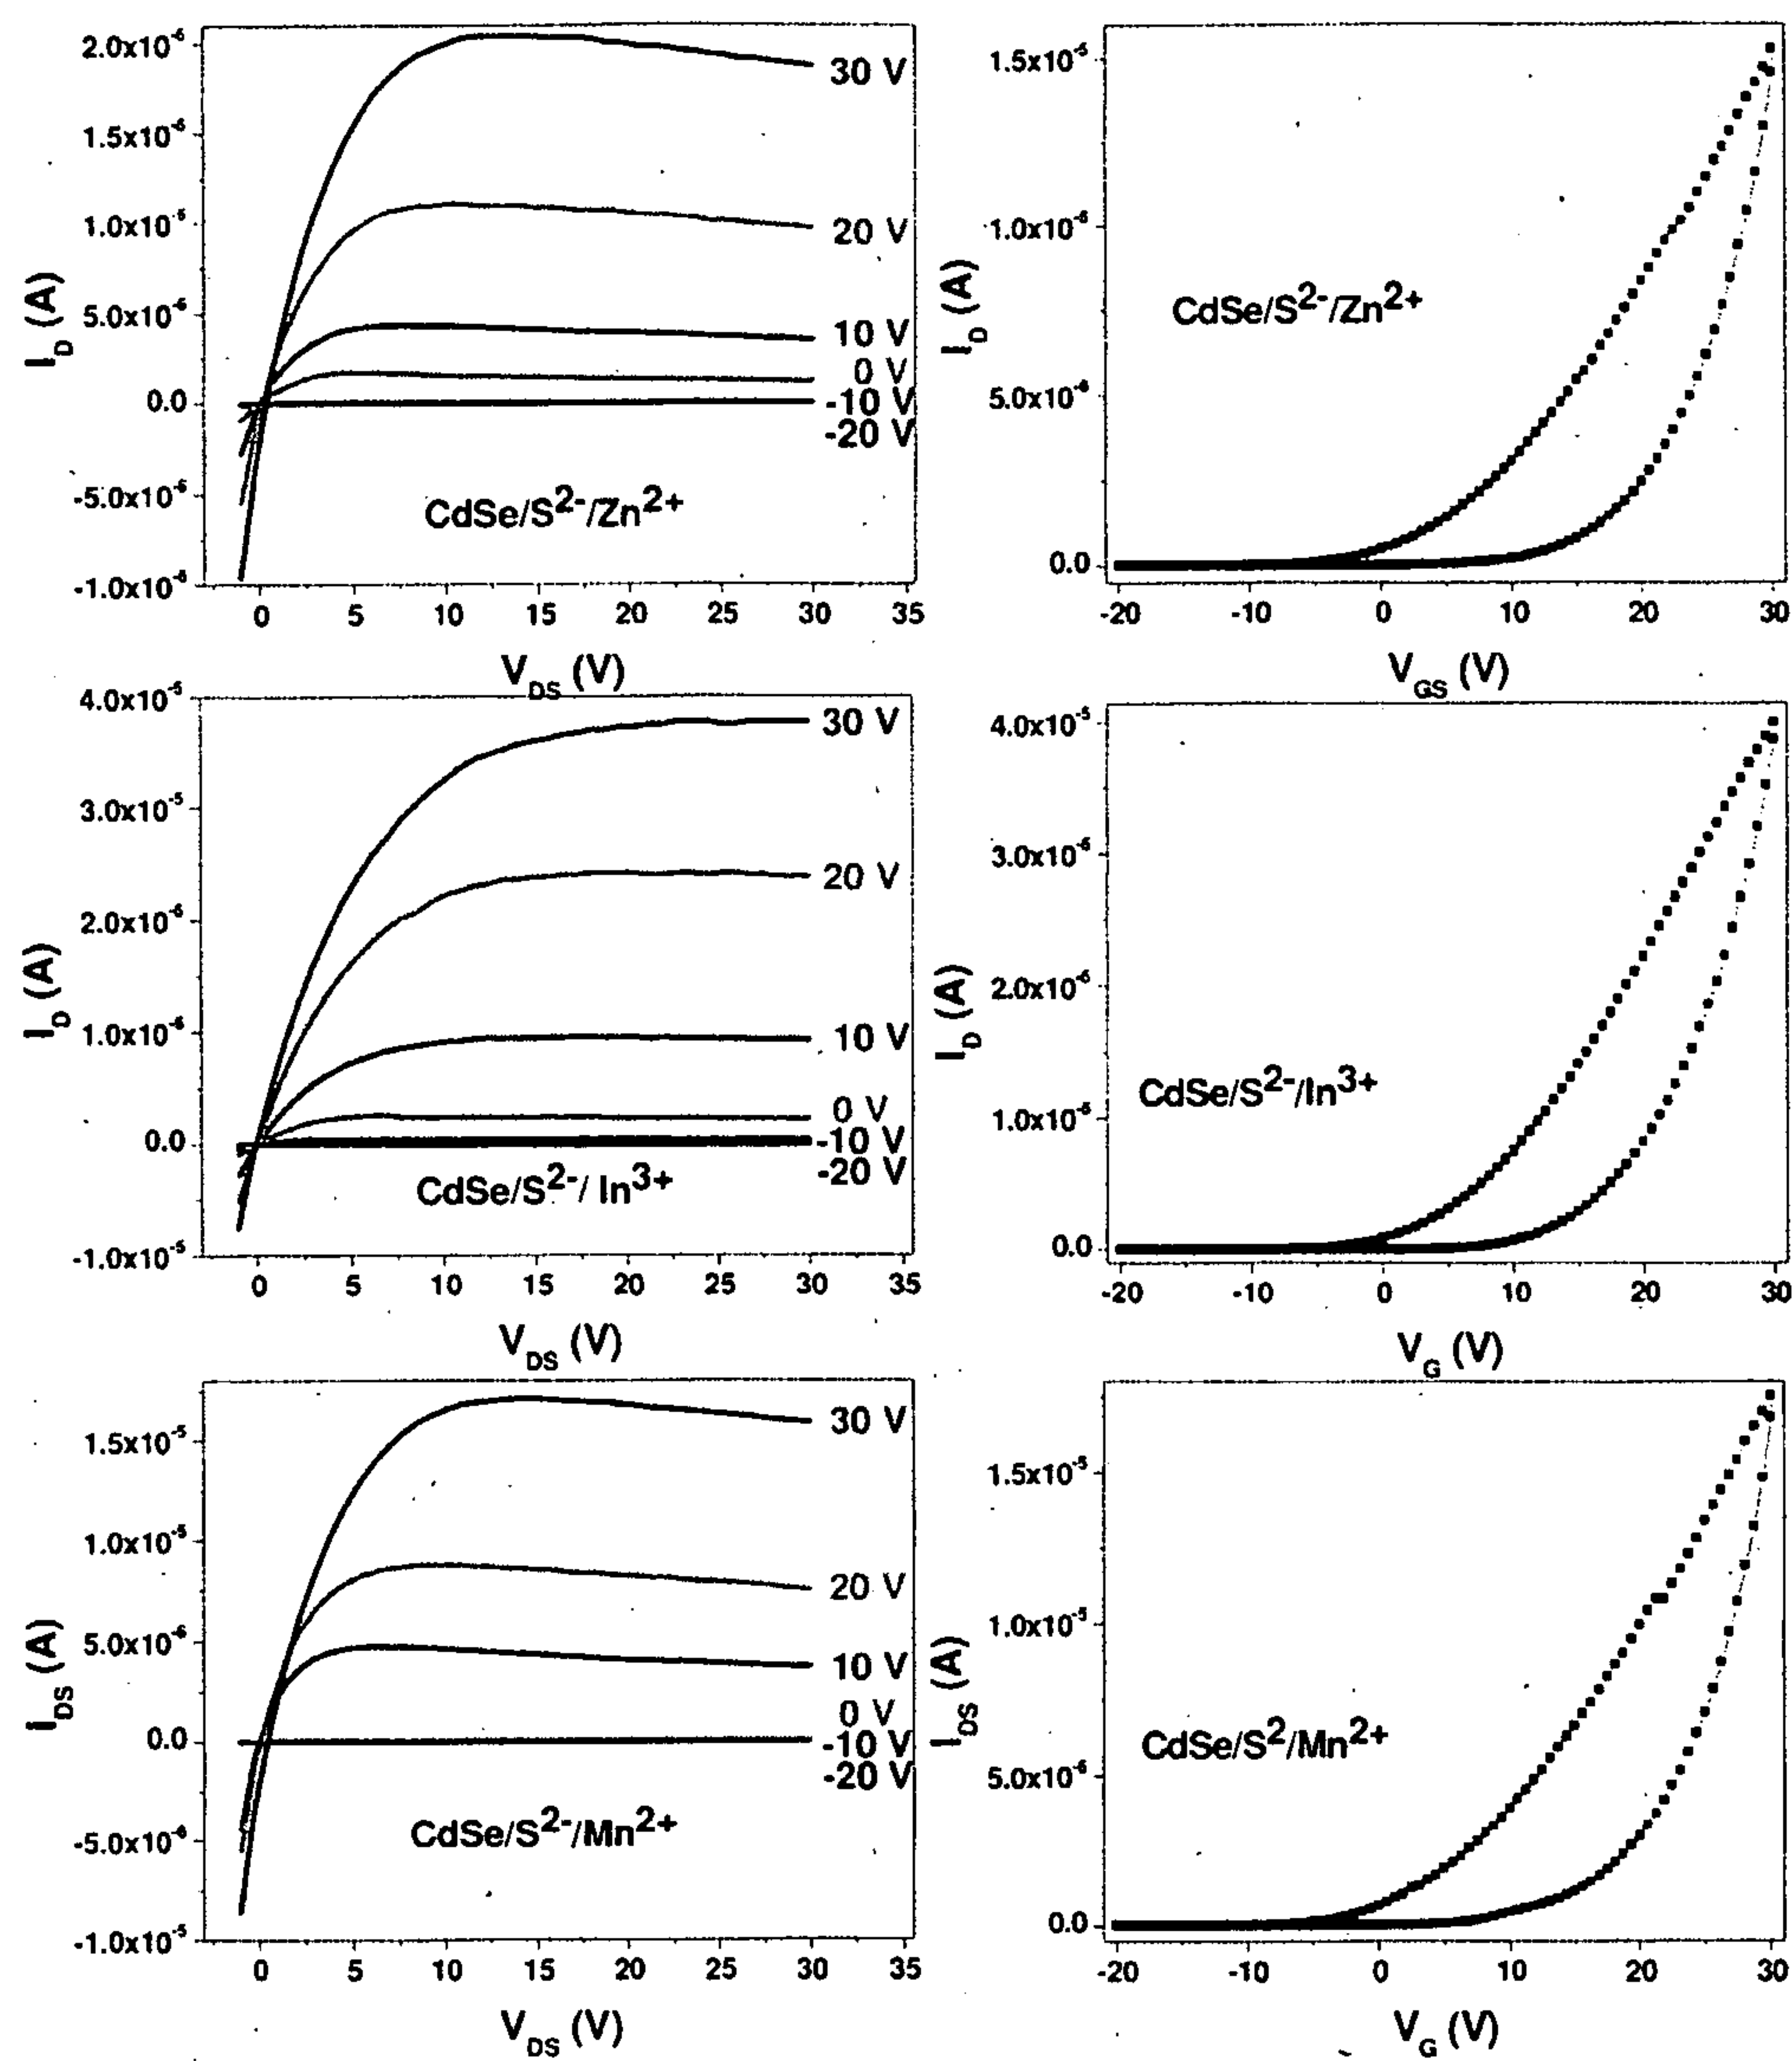 2.0x10⁻⁶
1.5x10⁻⁶
1.0x10⁻⁵
5.0x10⁻⁶
0.0
-5.0x10⁻⁶
-1.0x10⁻⁸
I_D (A)
30 V
20 V
10 V
0 V
-10 V
-20 V
CdSe/S²⁻/Zn²⁺
0 5 10 15 20 25 30 35
V_DS (V)
1.5x10⁻⁵
1.0x10⁻⁶
5.0x10⁻⁶
0.0
I_D (A)
CdSe/S²⁻/Zn²⁺
-20 -10 0 10 20 30
V_GS (V)
4.0x10⁻⁵
3.0x10⁻⁵
2.0x10⁻⁶
1.0x10⁻⁶
0.0
-1.0x10⁻⁵
I_D (A)
30 V
20 V
10 V
0 V
-10 V
-20 V
CdSe/S²⁻/ In³⁺
0 5 10 15 20 25 30 35
V_DS (V)
4.0x10⁻⁵
3.0x10⁻⁶
2.0x10⁻⁶
1.0x10⁻⁵
0.0
I_D (A)
CdSe/S²⁻/In³⁺
-20 -10 0 10 20 30
V_G (V)
1.5x10⁻⁵
1.0x10⁻⁵
5.0x10⁻⁶
0.0
-5.0x10⁻⁶
-1.0x10⁻⁵
I_DS (A)
30 V
20 V
10 V
0 V
-10 V
-20 V
CdSe/S²⁻/Mn²⁺
0 5 10 15 20 25 30 35
V_DS (V)
1.5x10⁻⁵
1.0x10⁻⁵
5.0x10⁻⁶
0.0
I_DS (A)
CdSe/S²/Mn²⁺
-20 -10 0 10 20 30
V_G (V)